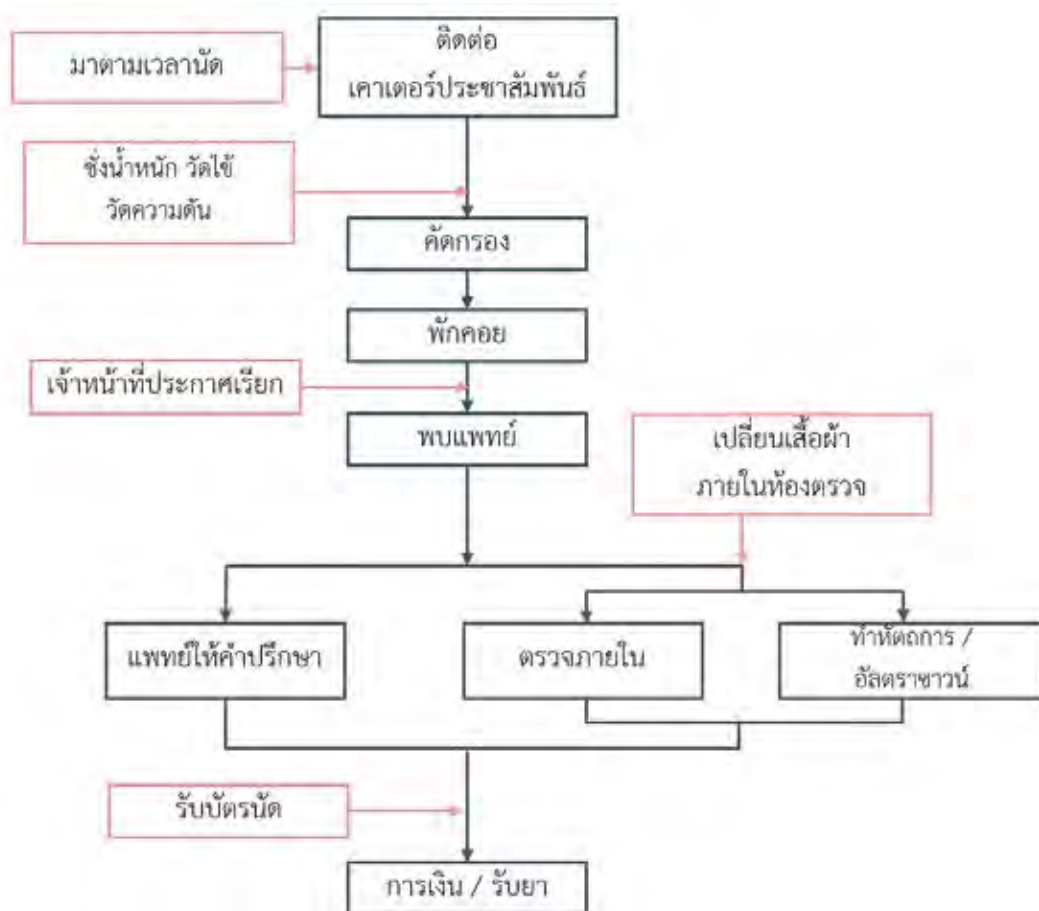 ติดต่อ
เคาเตอร์ประชาสัมพันธ์
มาตามเวลานัด
ชั่งน้ำหนัก วัดไข้
วัดความดัน
คัดกรอง
พักคอย
เจ้าหน้าที่ประกาศเรียก
พบแพทย์
เปลี่ยนเสื้อผ้า
ภายในห้องตรวจ
แพทย์ให้คำปรึกษา
ตรวจภายใน
ทำหัตถการ /
อัลตราซาวน์
รับบัตรนัด
การเงิน / รับยา